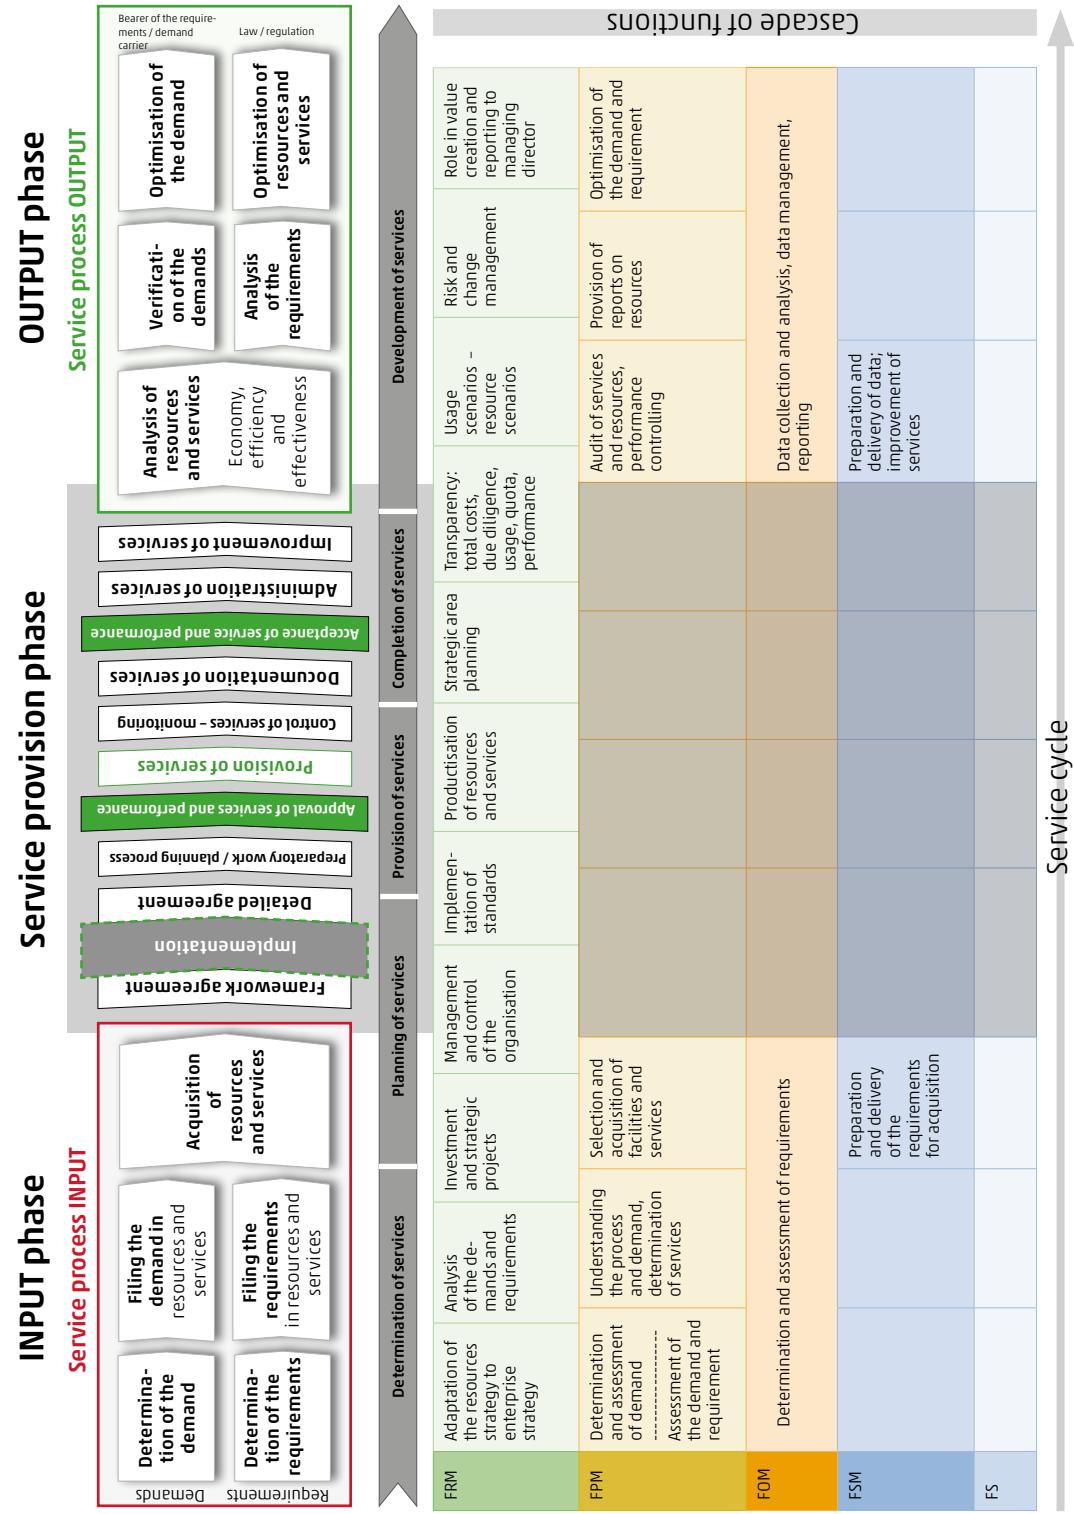 INPUT phase
Service provision phase
OUTPUT phase
Service process INPUT
Service process OUTPUT
Demands
Requirements
Determina-
tion of the
demand
Determina-
tion of the
requirements
Filing the
demand in
resources and
services
Filing the
requirements
in resources and
services
Acquisition
of
resources
and services
Framework agreement
Implementation
Detailed agreement
Preparatory work / planning process
Approval of services and performance
Provision of services
Control of services – monitoring
Documentation of services
Acceptance of service and performance
Administration of services
Improvement of services
Analysis of
resources
and services
Economy,
efficiency
and
effectiveness
Verificati-
on of the
demands
Analysis
of the
requirements
Bearer of the require-
ments / demand
carrier
Optimisation of
the demand
Law / regulation
Optimisation of
resources and
services
Determination of services
Planning of services
Provision of services
Completion of services
Development of services
FRM
Adaptation of
the resources
strategy to
enterprise
strategy
Analysis
of the de-
mands and
requirements
Investment
and strategic
projects
Management
and control
of the
organisation
Implemen-
tation of
standards
Productisation
of resources
and services
Strategic area
planning
Transparency:
total costs,
due diligence,
usage, quota,
performance
Usage
scenarios –
resource
scenarios
Risk and
change
management
Role in value
creation and
reporting to
managing
director
FPM
Determination
and assessment
of demand
------------------
Assessment of
the demand and
requirement
Understanding
the process
and demand,
determination
of services
Selection and
acquisition of
facilities and
services
Audit of services
and resources,
performance
controlling
Provision of
reports on
resources
Optimisation of
the demand and
requirement
FOM
Determination and assessment of requirements
Data collection and analysis, data management,
reporting
FSM
Preparation
and delivery
of the
requirements
for acquisition
Preparation and
delivery of data;
improvement of
services
FS
Cascade of functions
Service cycle